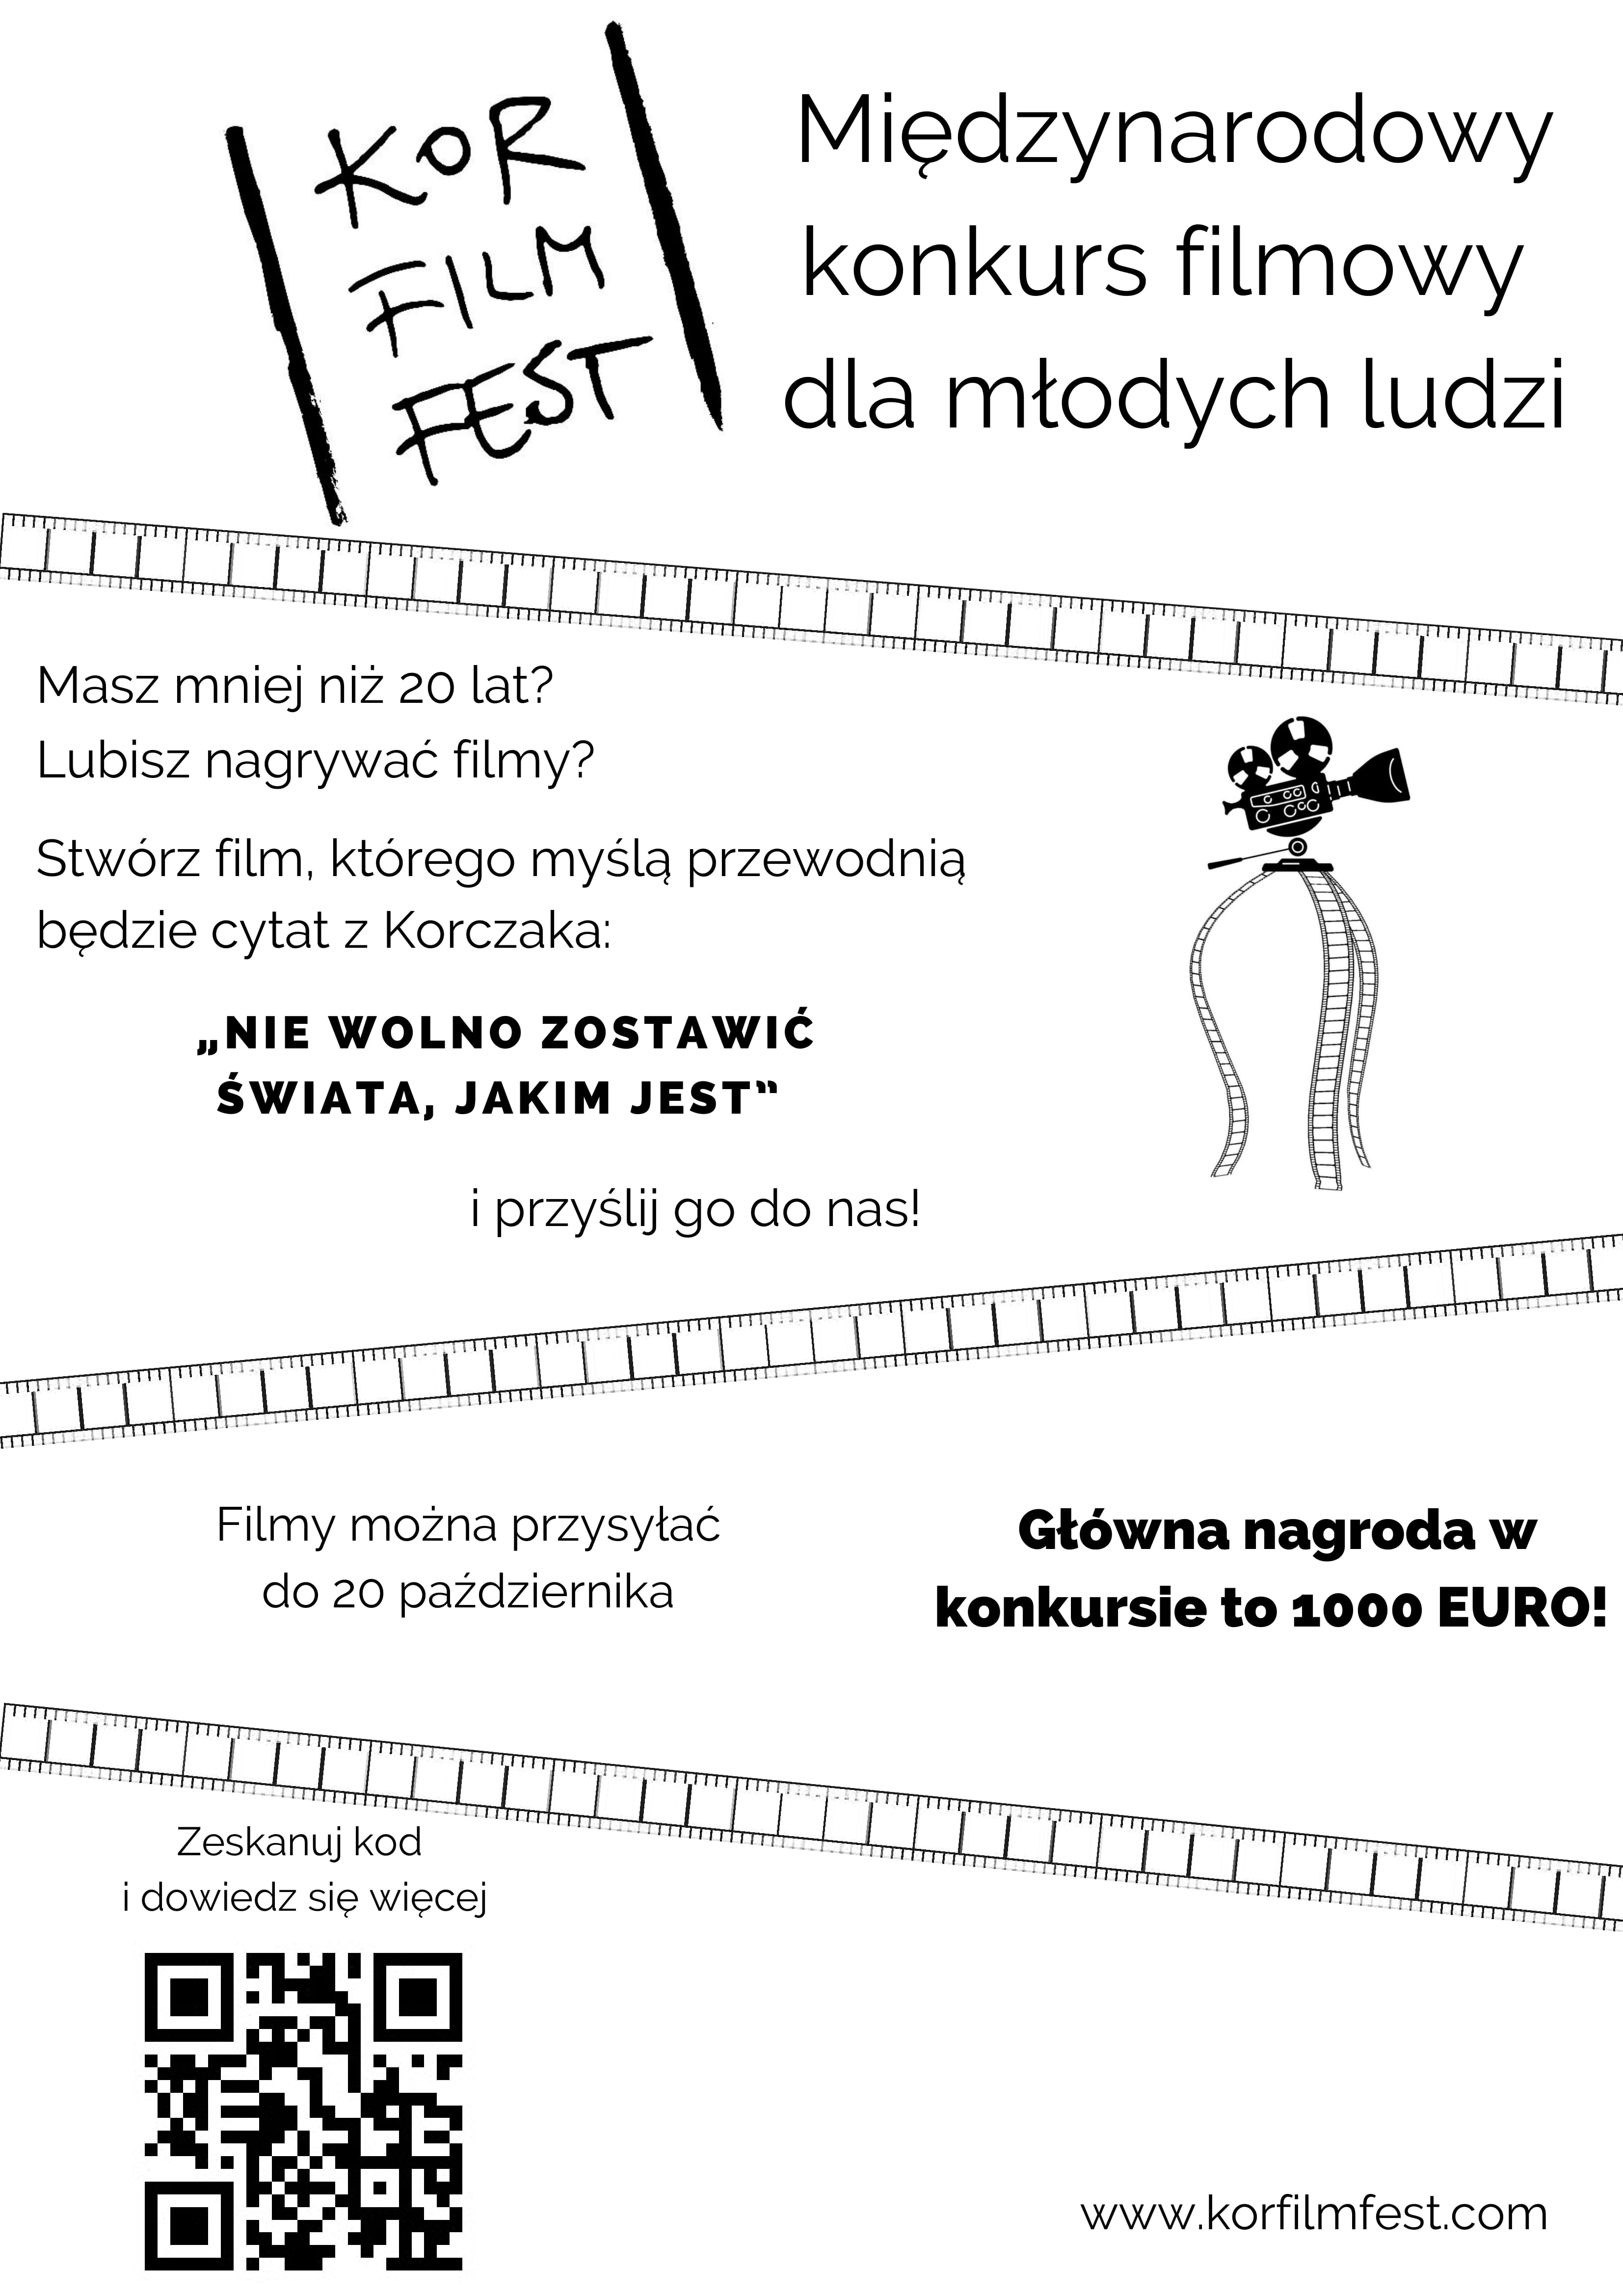 KOR
FILM
FEST
Międzynarodowy
konkurs filmowy
dla młodych ludzi
Masz mniej niż 20 lat?
Lubisz nagrywać filmy?
Stwórz film, którego myślą przewodnią
będzie cytat z Korczaka:
„NIE WOLNO ZOSTAWIĆ
ŚWIATA, JAKIM JEST‟
i przyślij go do nas!
Filmy można przysyłać
do 20 października
Główna nagroda w
konkursie to 1000 EURO!
Zeskanuj kod
i dowiedz się więcej
www.korfilmfest.com